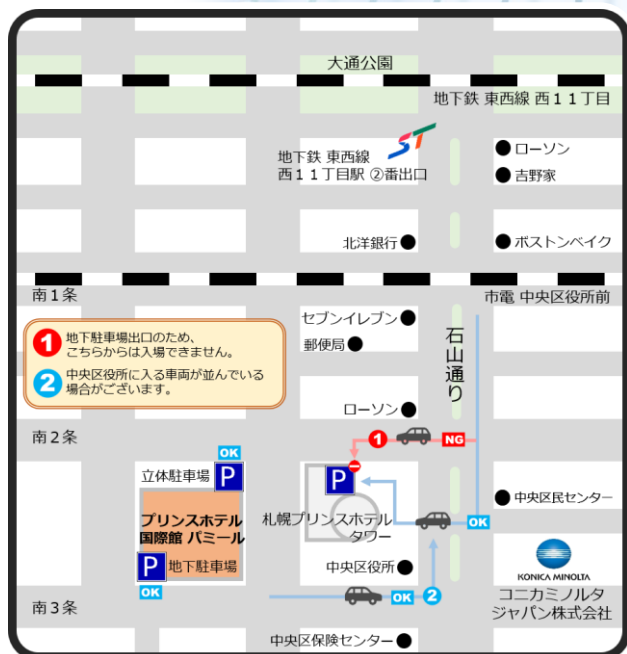 大通公園
地下鉄 東西線 西11丁目
ST
地下鉄 東西線
西11丁目駅 ②番出口
ローソン
吉野家
北洋銀行
ボストンベイク
南1条
市電 中央区役所前
1 地下駐車場出口のため、
こちらからは入場できません。
2 中央区役所に入る車両が並んでいる
場合がございます。
セブンイレブン
郵便局
石山通り
ローソン
南2条
1
NG
OK
立体駐車場
P
P
プリンスホテル
国際館 パミール
札幌プリンスホテル
タワー
OK
中央区民センター
P
地下駐車場
中央区役所
KONICA MINOLTA
コニカミノルタ
ジャパン株式会社
OK
OK
2
南3条
中央区保険センター